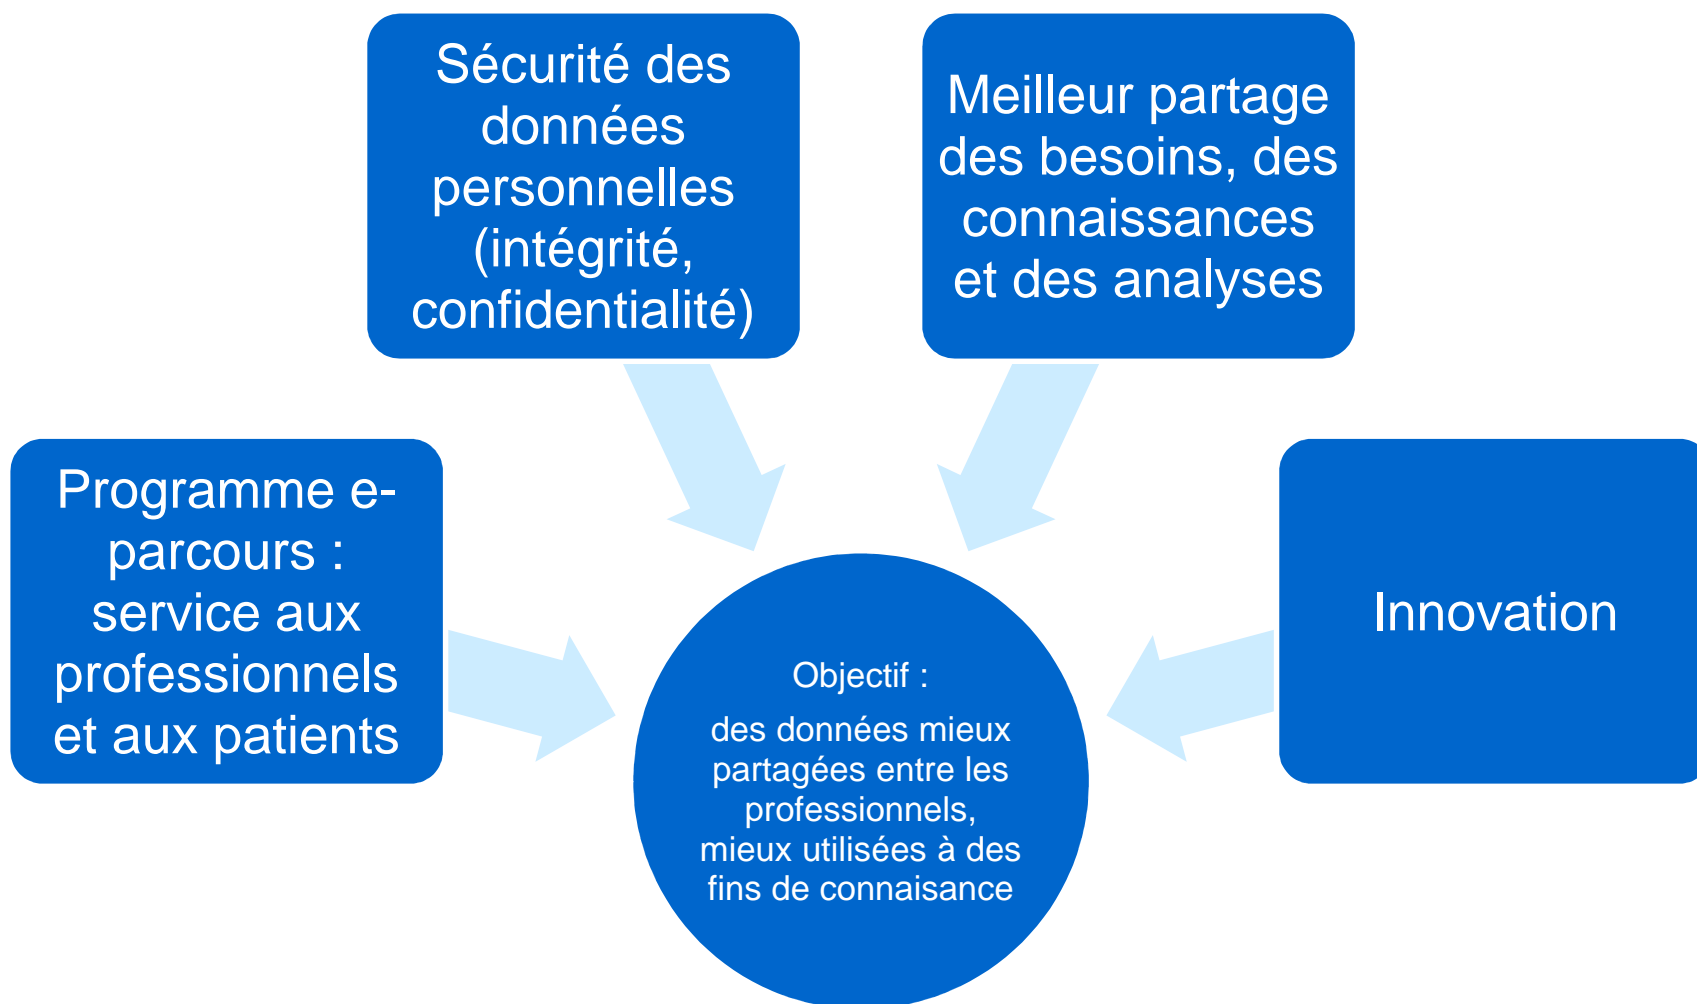 Sécurité des
données
personnelles
(intégrité,
confidentialité)
Meilleur partage
des besoins, des
connaissances
et des analyses
Programme e-
parcours :
service aux
professionnels
et aux patients
Innovation
Objectif :
des données mieux
partagées entre les
professionnels,
mieux utilisées à des
fins de connaisance